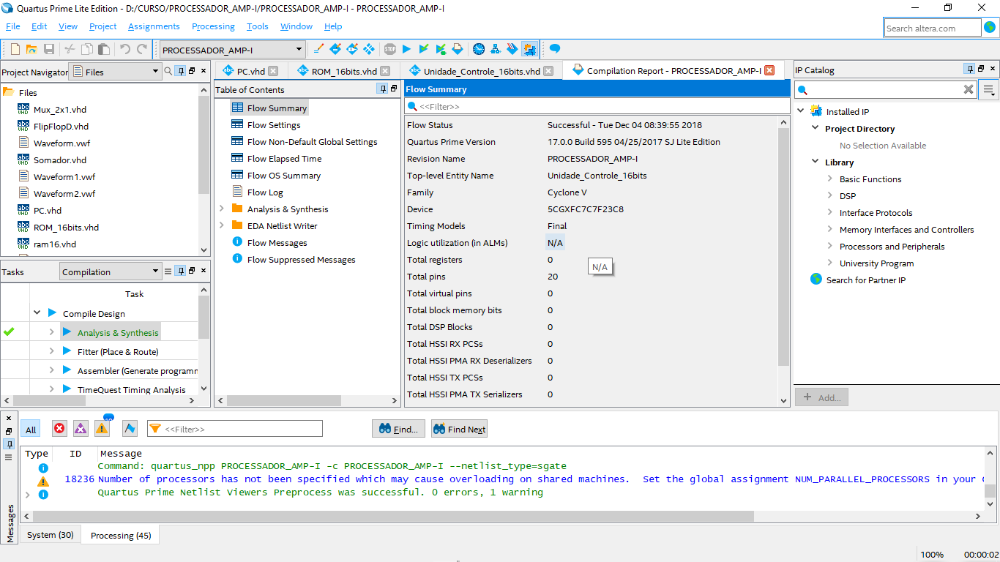 Quartus Prime Lite Edition - D:/CURSO/PROCESSADOR_AMP-I/PROCESSADOR_AMP-I - PROCESSADOR_AMP-I
File Edit View Project Assignments Processing Tools Window Help
Search altera.com
PROCESSADOR_AMP-I
STOP
Project Navigator Files
Files
Mux_2x1.vhd
FlipFlopD.vhd
Waveform.vwf
Somador.vhd
Waveform1.vwf
Waveform2.vwf
PC.vhd
ROM_16bits.vhd
ram16.vhd
Tasks Compilation
Task
Compile Design
Analysis & Synthesis
Fitter (Place & Route)
Assembler (Generate programm
TimeQuest Timing Analysis
PC.vhd ROM_16bits.vhd Unidade_Controle_16bits.vhd Compilation Report - PROCESSADOR_AMP-I
Table of Contents
Flow Summary
Flow Settings
Flow Non-Default Global Settings
Flow Elapsed Time
Flow OS Summary
Flow Log
Analysis & Synthesis
EDA Netlist Writer
Flow Messages
Flow Suppressed Messages
Flow Summary
<<Filter>>
Flow Status Successful - Tue Dec 04 08:39:55 2018
Quartus Prime Version 17.0.0 Build 595 04/25/2017 SJ Lite Edition
Revision Name PROCESSADOR_AMP-I
Top-level Entity Name Unidade_Controle_16bits
Family Cyclone V
Device 5CGXFC7C7F23C8
Timing Models Final
Logic utilization (in ALMs) N/A
Total registers 0
N/A
Total pins 20
Total virtual pins 0
Total block memory bits 0
Total DSP Blocks 0
Total HSSI RX PCSs 0
Total HSSI PMA RX Deserializers 0
Total HSSI TX PCSs 0
Total HSSI PMA TX Serializers 0
IP Catalog
Installed IP
Project Directory
No Selection Available
Library
Basic Functions
DSP
Interface Protocols
Memory Interfaces and Controllers
Processors and Peripherals
University Program
Search for Partner IP
+ Add...
All <<Filter>> Find... Find Next
Type ID Message
Command: quartus_npp PROCESSADOR_AMP-I -c PROCESSADOR_AMP-I --netlist_type=sgate
18236 Number of processors has not been specified which may cause overloading on shared machines.  Set the global assignment NUM_PARALLEL_PROCESSORS in your
Quartus Prime Netlist Viewers Preprocess was successful. 0 errors, 1 warning
Messages
System (30) Processing (45)
100% 00:00:02